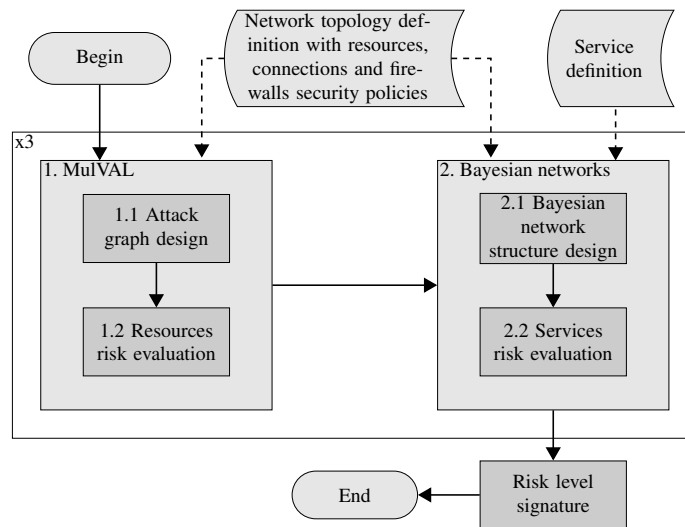 Begin
Network topology
definition with resources,
connections and fire-
walls security policies
Service
definition
x3
1. MulVAL
1.1 Attack
graph design
1.2 Resources
risk evaluation
2. Bayesian networks
2.1 Bayesian
network
structure design
2.2 Services
risk evaluation
Risk level
signature
End